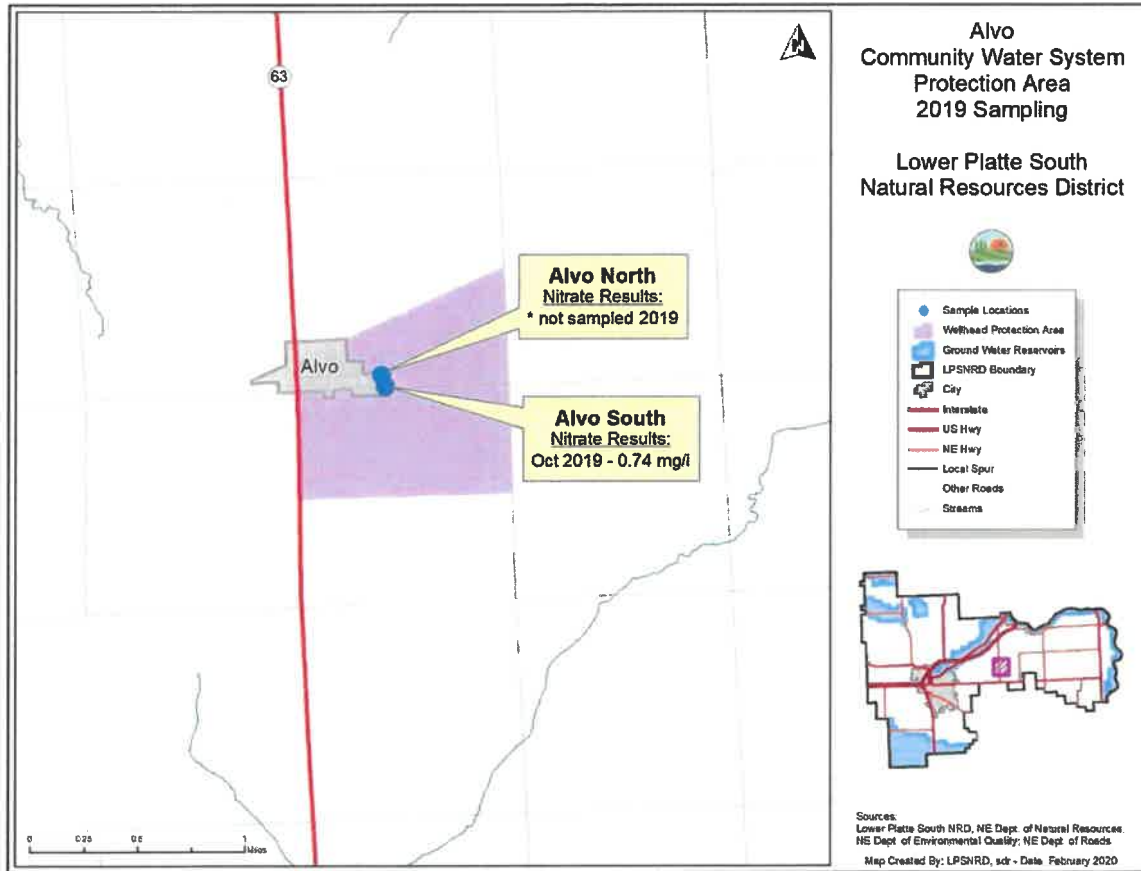 Alvo
Community Water System
Protection Area
2019 Sampling
Lower Platte South
Natural Resources District
N
63
Alvo
Alvo North
Nitrate Results:
* not sampled 2019
Alvo South
Nitrate Results:
Oct 2019 - 0.74 mg/l
0 0.25 0.5 1
Miles
Sample Locations
Wellhead Protection Area
Ground Water Reservoirs
LPSNRD Boundary
City
Interstate
US Hwy
NE Hwy
Local Spur
Other Roads
Streams
Sources:
Lower Platte South NRD, NE Dept. of Natural Resources.
NE Dept of Environmental Quality; NE Dept of Roads
Map Created By: LPSNRD, sdr - Date February 2020